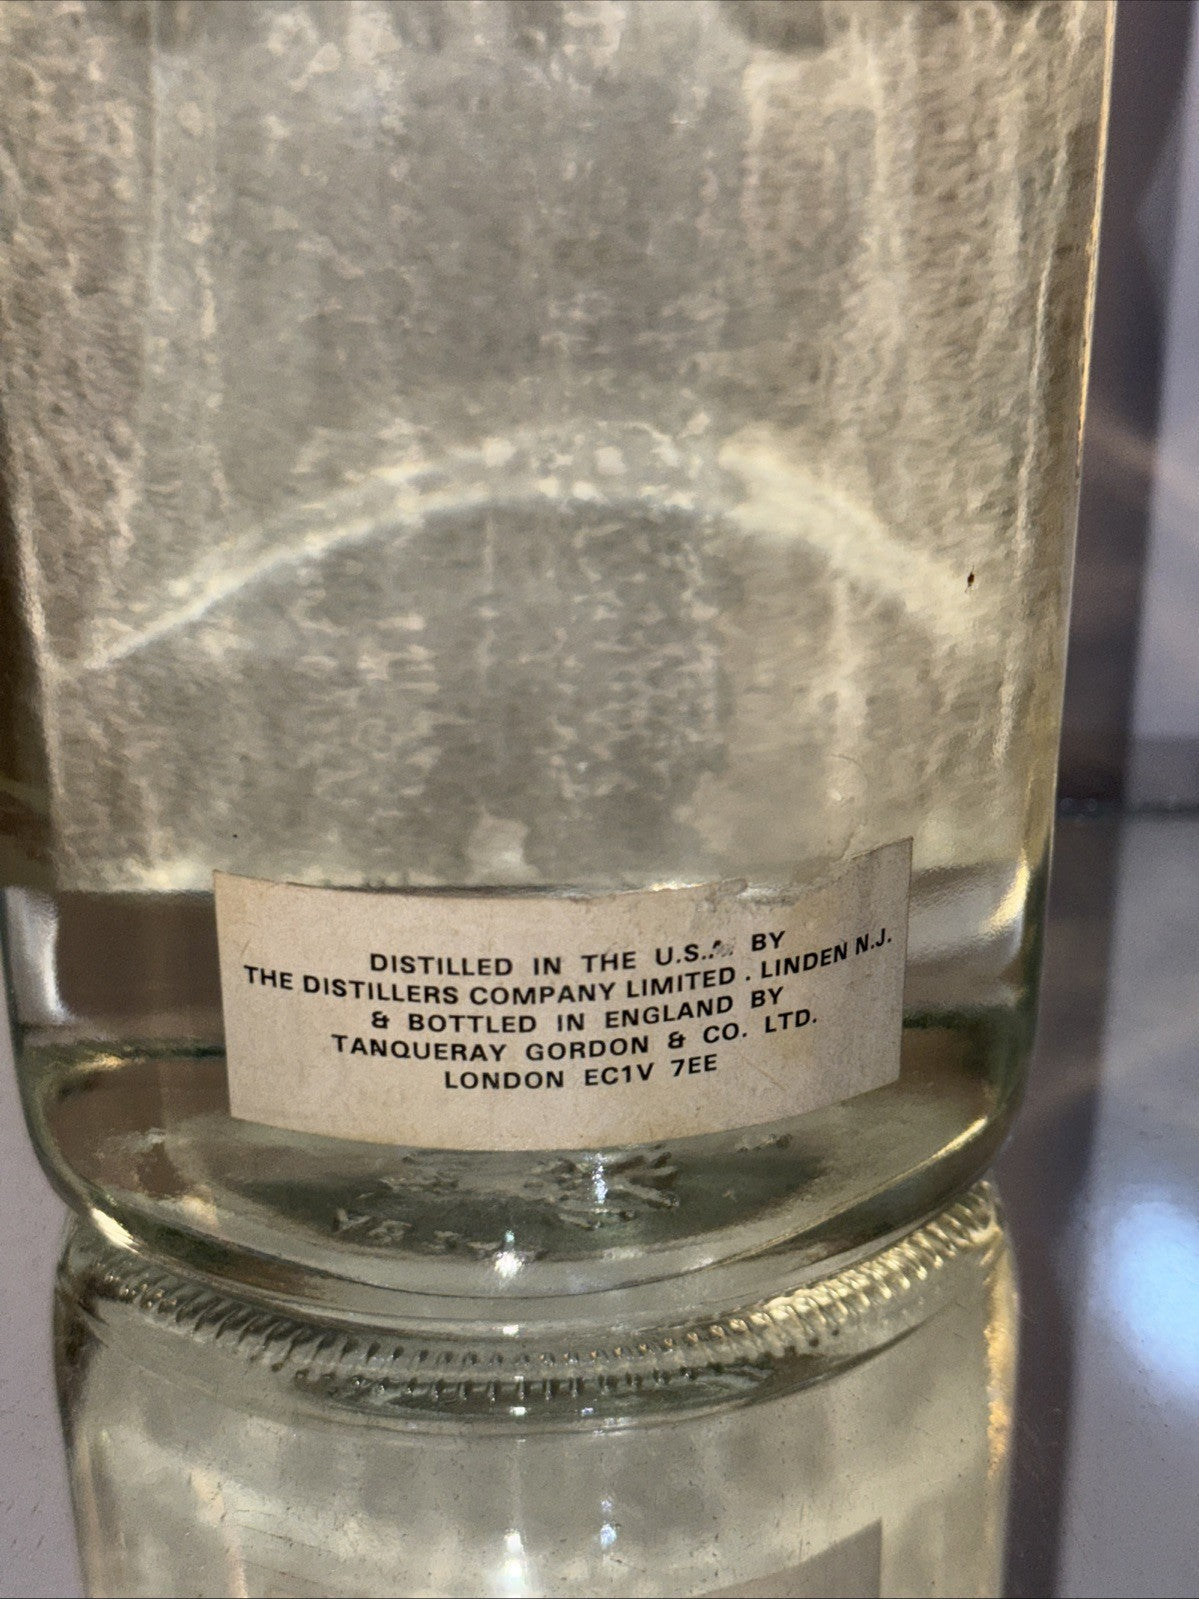 DISTILLED IN THE U.S.A. BY
THE DISTILLERS COMPANY LIMITED . LINDEN N.J.
& BOTTLED IN ENGLAND BY
TANQUERAY GORDON & CO. LTD.
LONDON EC1V 7EE